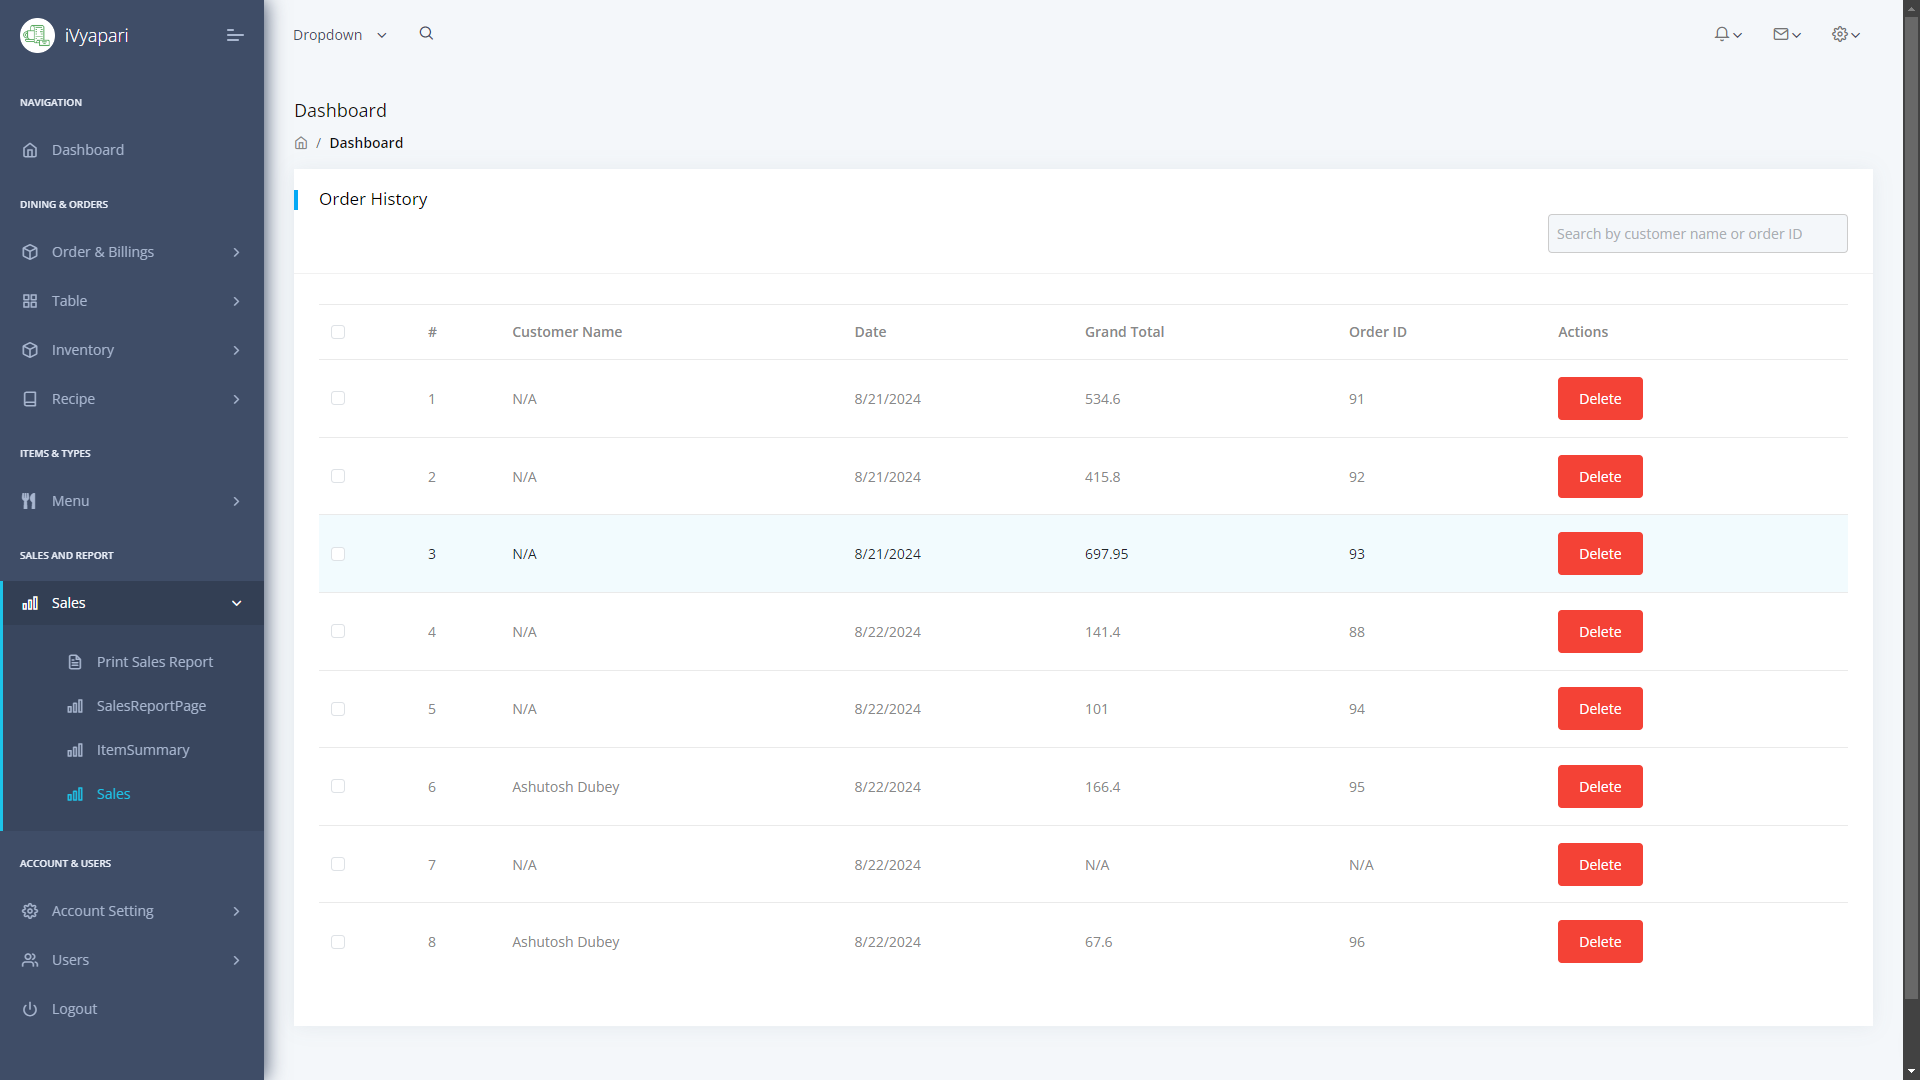 iVyapari
NAVIGATION
Dashboard
DINING & ORDERS
Order & Billings
Table
Inventory
Recipe
ITEMS & TYPES
Menu
SALES AND REPORT
Sales
Print Sales Report
SalesReportPage
ItemSummary
Sales
ACCOUNT & USERS
Account Setting
Users
Logout
Dropdown
Dashboard
/ Dashboard
Order History
Search by customer name or order ID
# Customer Name Date Grand Total Order ID Actions
1 N/A 8/21/2024 534.6 91 Delete
2 N/A 8/21/2024 415.8 92 Delete
3 N/A 8/21/2024 697.95 93 Delete
4 N/A 8/22/2024 141.4 88 Delete
5 N/A 8/22/2024 101 94 Delete
6 Ashutosh Dubey 8/22/2024 166.4 95 Delete
7 N/A 8/22/2024 N/A N/A Delete
8 Ashutosh Dubey 8/22/2024 67.6 96 Delete